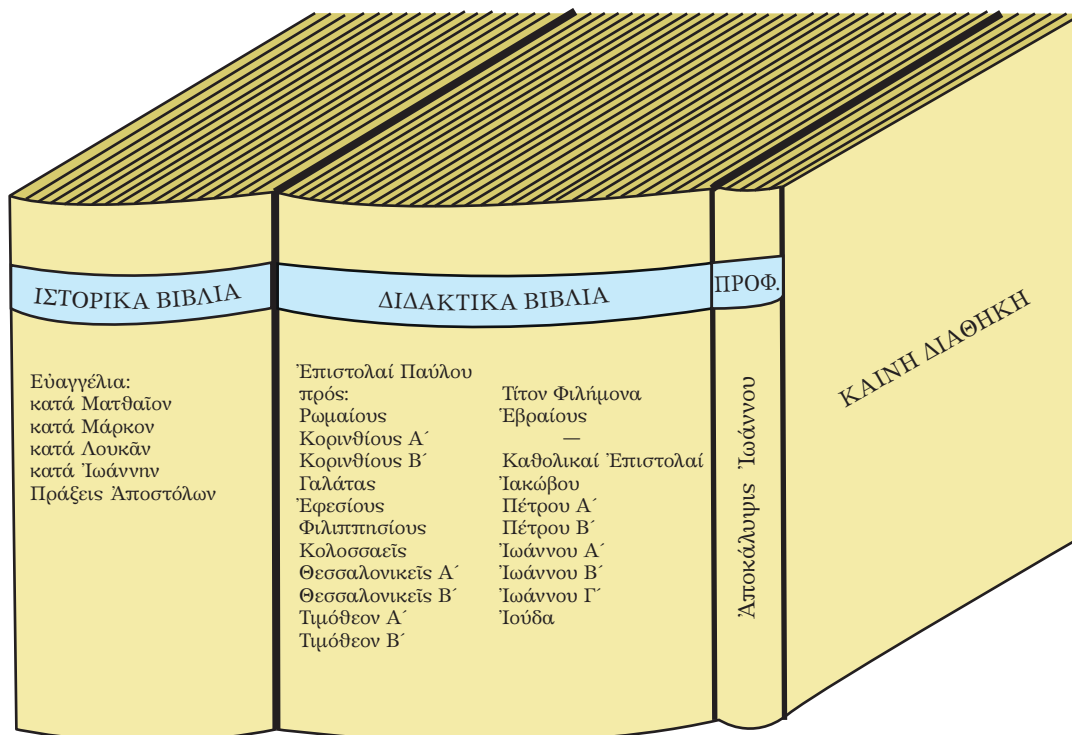 ΙΣΤΟΡΙΚΑ ΒΙΒΛΙΑ
Εὐαγγέλια:
κατά Ματθαῖον
κατά Μάρκον
κατά Λουκᾶν
κατά Ἰωάννην
Πράξεις Ἀποστόλων
ΔΙΔΑΚΤΙΚΑ ΒΙΒΛΙΑ
Ἐπιστολαί Παύλου
πρός:
Ρωμαίους
Κορινθίους Α´
Κορινθίους Β´
Γαλάτας
Ἐφεσίους
Φιλιππησίους
Κολοσσαεῖς
Θεσσαλονικεῖς Α´
Θεσσαλονικεῖς Β´
Τιμόθεον Α´
Τιμόθεον Β´
Τίτον Φιλήμονα
Ἑβραίους
—
Καθολικαί Ἐπιστολαί
Ἰακώβου
Πέτρου Α´
Πέτρου Β´
Ἰωάννου Α´
Ἰωάννου Β´
Ἰωάννου Γ´
Ἰούδα
ΠΡΟΦ.
Ἀποκάλυψις Ἰωάννου
ΚΑΙΝΗ ΔΙΑΘΗΚΗ